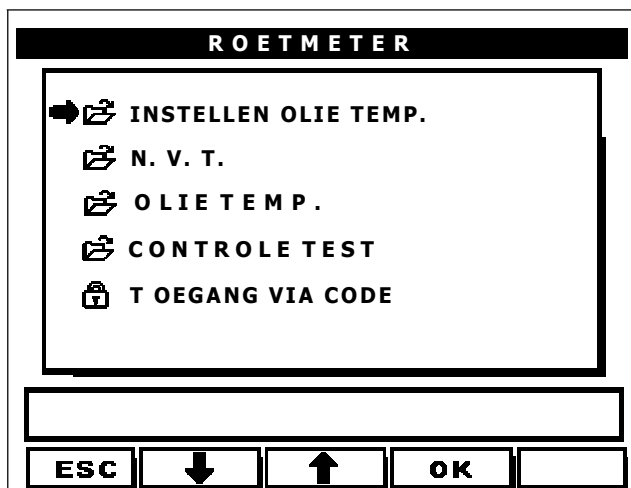 ROETMETER
INSTELLEN OLIE TEMP.
N. V. T.
OLIE TEMP.
CONTROLE TEST
T OEGANG VIA CODE
ESC OK